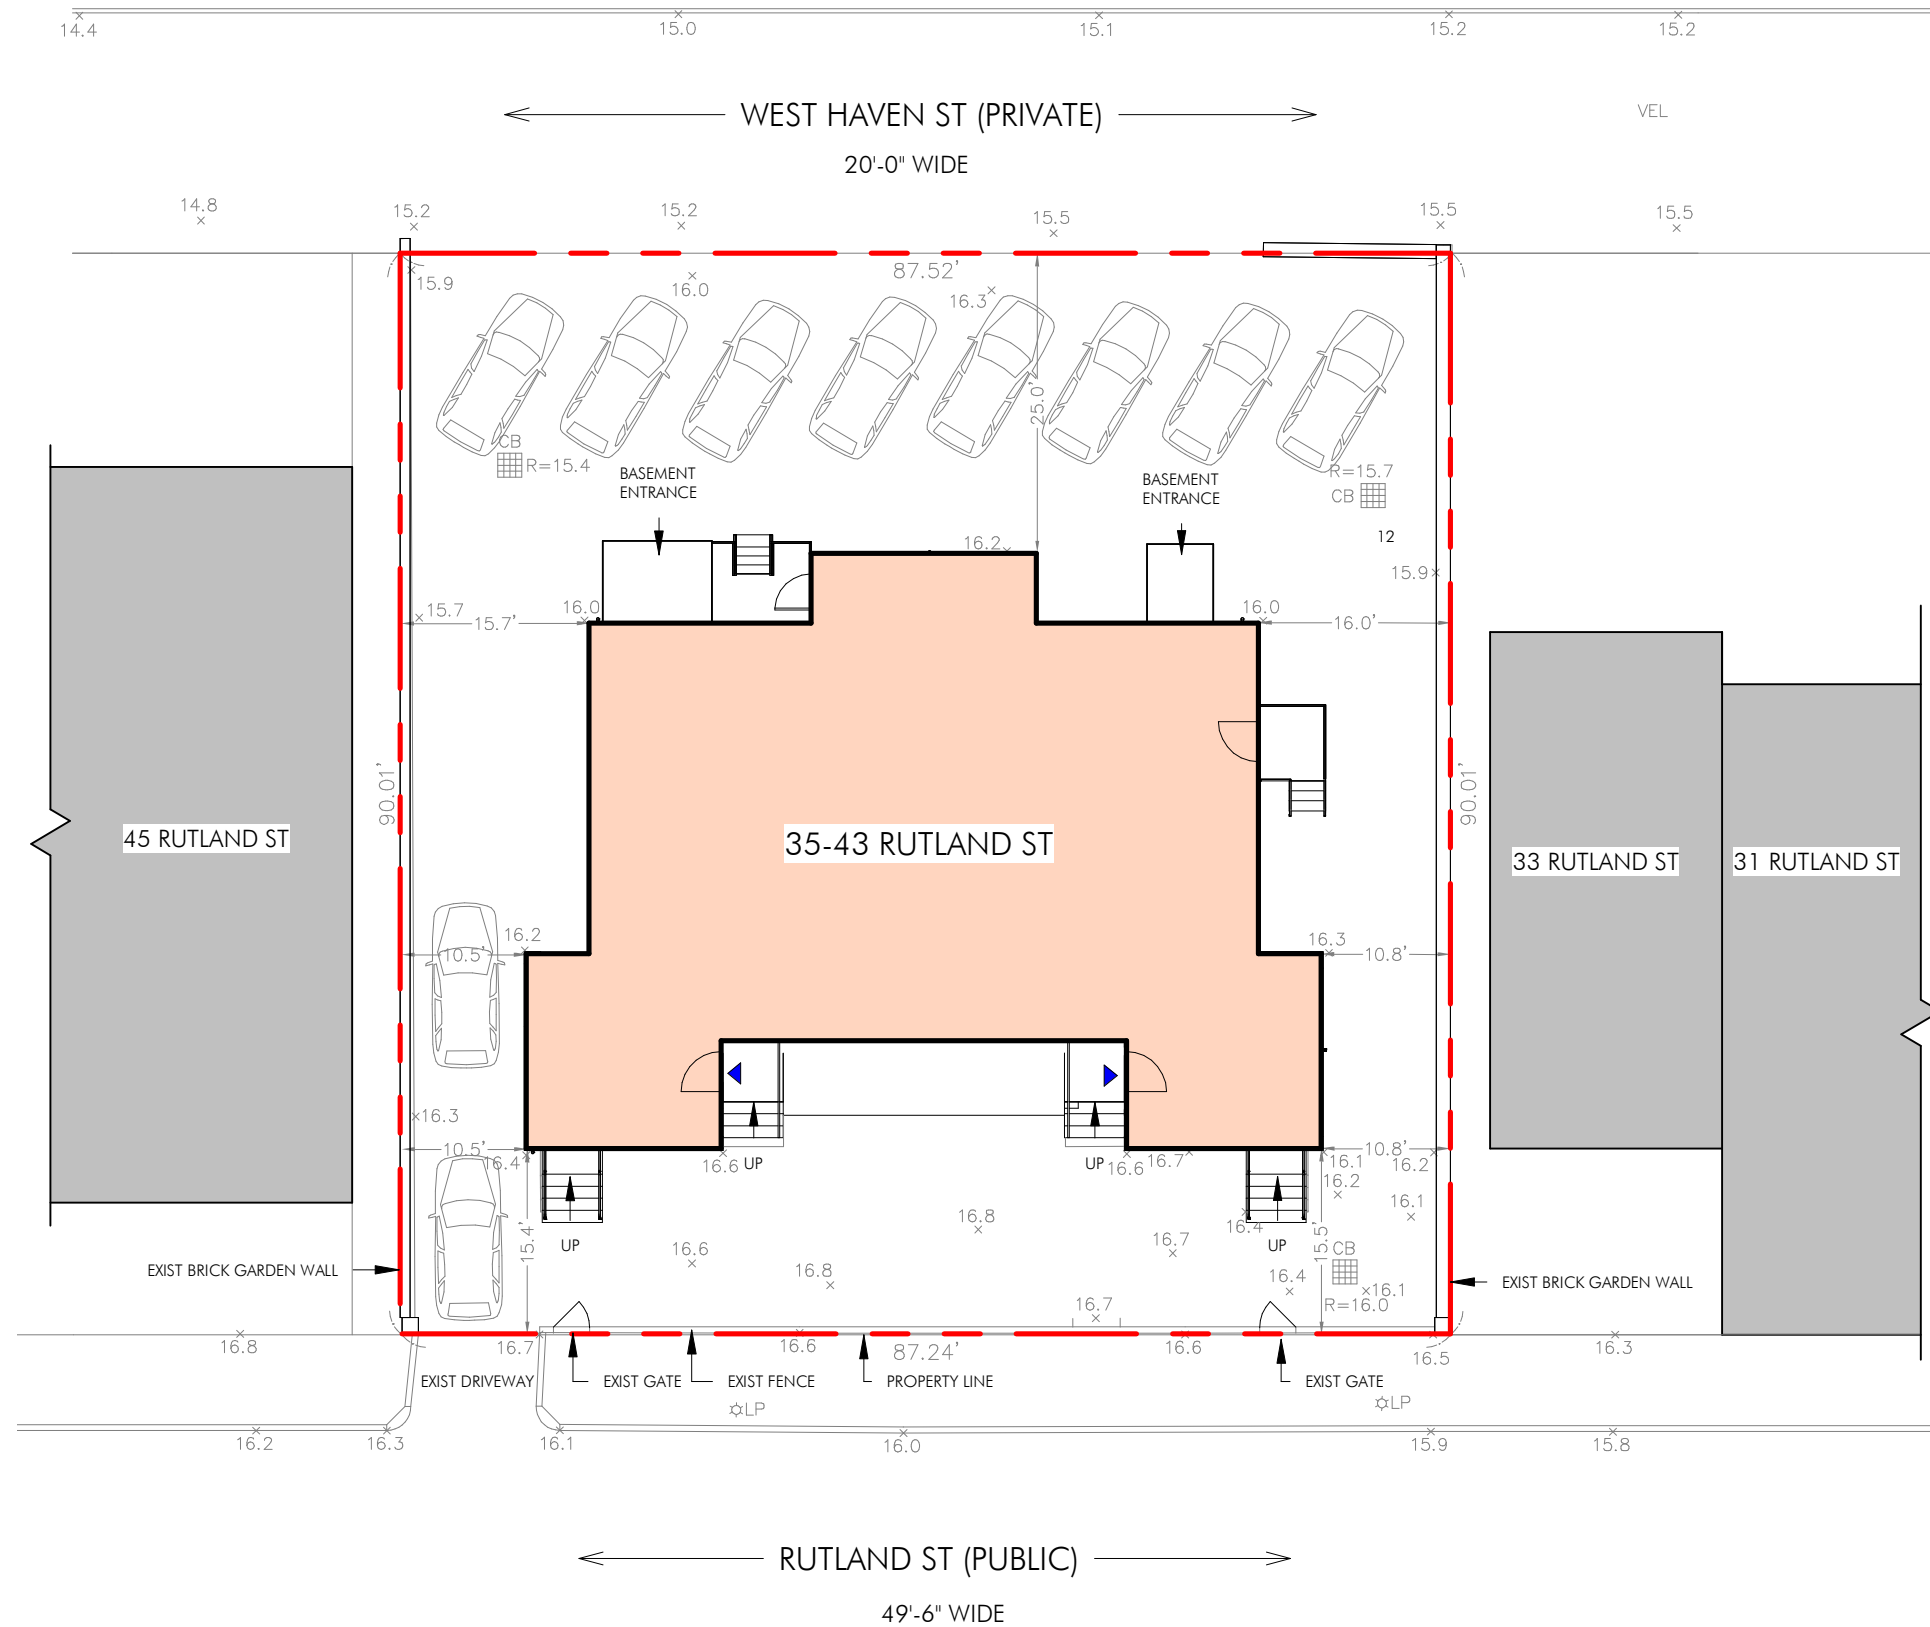 14.4
15.0
15.1
15.2
15.2
WEST HAVEN ST (PRIVATE)
VEL
20'-0" WIDE
14.8
15.2
15.2
15.5
15.5
15.5
87.52'
15.9
16.0
16.3
25.0'
CB
R=15.4
BASEMENT
ENTRANCE
BASEMENT
ENTRANCE
R=15.7
CB
12
16.2
15.9
15.7
16.0
16.0
15.7'
16.0'
90.01'
90.01'
45 RUTLAND ST
35-43 RUTLAND ST
33 RUTLAND ST
31 RUTLAND ST
16.2
16.3
10.5'
10.8'
16.3
10.5'
16.4
16.6
UP
UP
16.6
16.7
10.8'
16.1
16.2
16.2
16.1
15.4'
16.8
16.4
15.5'
UP
16.6
16.7
UP
CB
EXIST BRICK GARDEN WALL
16.8
16.4
16.1
EXIST BRICK GARDEN WALL
R=16.0
16.7
16.8
16.7
16.6
87.24'
16.6
16.5
16.3
EXIST DRIVEWAY
EXIST GATE
EXIST FENCE
PROPERTY LINE
EXIST GATE
LP
LP
16.2
16.3
16.1
16.0
15.9
15.8
RUTLAND ST (PUBLIC)
49'-6" WIDE